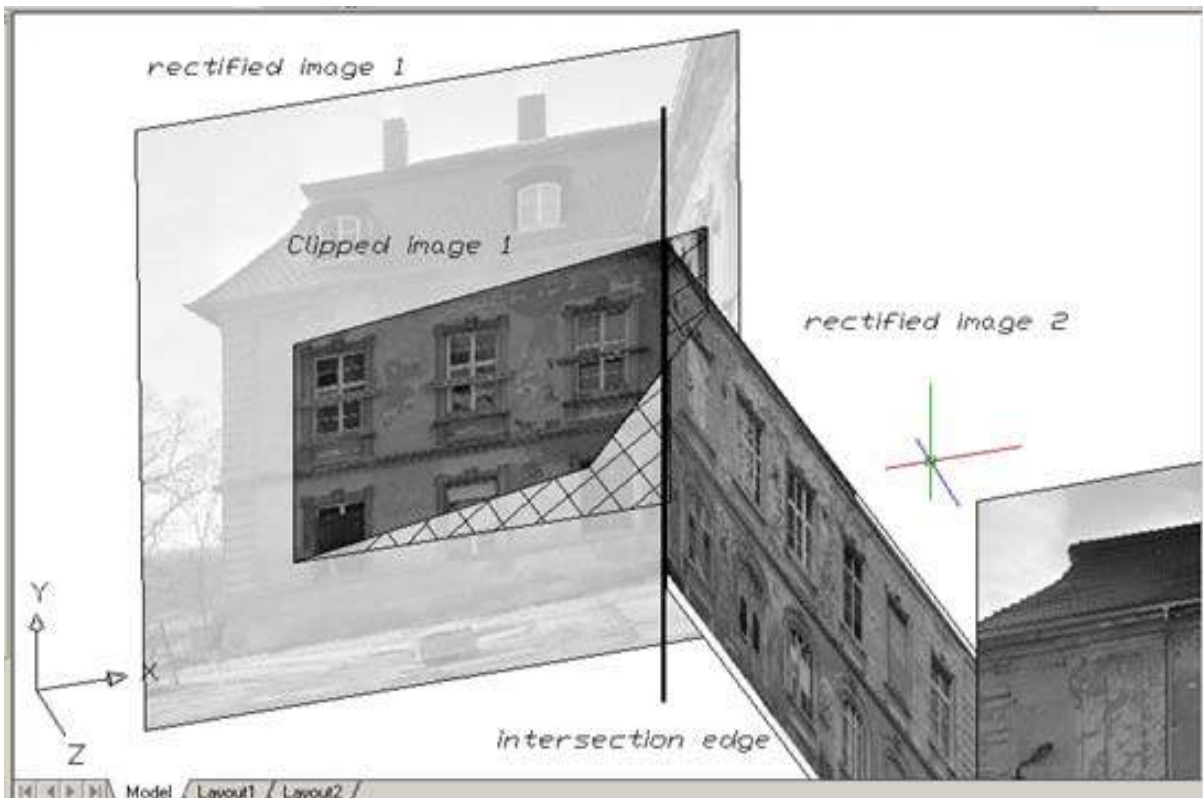 rectified image 1
Clipped image 1
rectified image 2
Y
X
Z
intersection edge
Model Layout1 Layout2